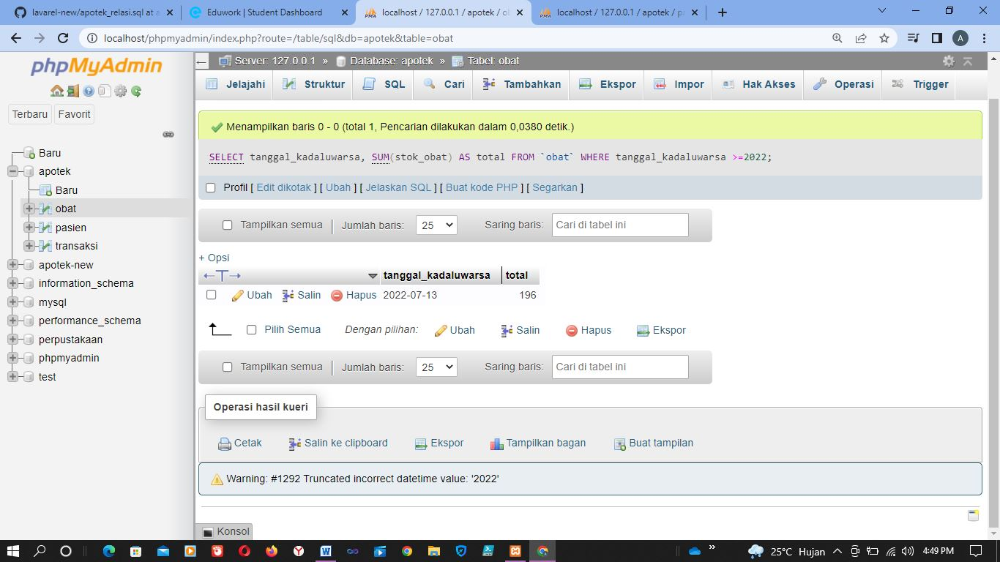 lavarel-new/apotek_relasi.sql at a
Eduwork | Student Dashboard
localhost / 127.0.0.1 / apotek / o
localhost / 127.0.0.1 / apotek / p
localhost/phpmyadmin/index.php?route=/table/sql&db=apotek&table=obat
A
phpMyAdmin
Terbaru
Favorit
Baru
apotek
Baru
obat
pasien
transaksi
apotek-new
information_schema
mysql
performance_schema
perpustakaan
phpmyadmin
test
Server: 127.0.0.1 » Database: apotek » Tabel: obat
Jelajahi Struktur SQL Cari Tambahkan Ekspor Impor Hak Akses Operasi Trigger
Menampilkan baris 0 - 0 (total 1, Pencarian dilakukan dalam 0,0380 detik.)
SELECT tanggal_kadaluwarsa, SUM(stok_obat) AS total FROM `obat` WHERE tanggal_kadaluwarsa >=2022;
Profil [ Edit dikotak ] [ Ubah ] [ Jelaskan SQL ] [ Buat kode PHP ] [ Segarkan ]
Tampilkan semua | Jumlah baris: 25 Saring baris: Cari di tabel ini
+ Opsi
←T→ tanggal_kadaluwarsa total
Ubah Salin Hapus 2022-07-13 196
Pilih Semua Dengan pilihan: Ubah Salin Hapus Ekspor
Tampilkan semua | Jumlah baris: 25 Saring baris: Cari di tabel ini
Operasi hasil kueri
Cetak Salin ke clipboard Ekspor Tampilkan bagan Buat tampilan
Warning: #1292 Truncated incorrect datetime value: '2022'
Konsol
25°C Hujan 4:49 PM